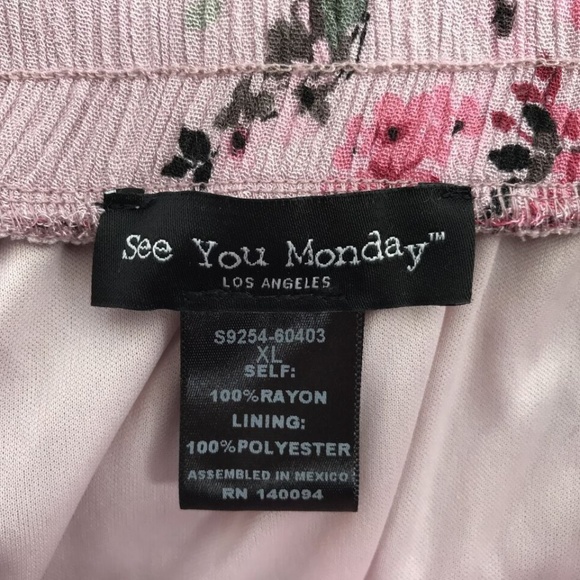 See You Monday™
LOS ANGELES
S9254-60403
XL
SELF:
100%RAYON
LINING:
100%POLYESTER
ASSEMBLED IN MEXICO
RN 140094